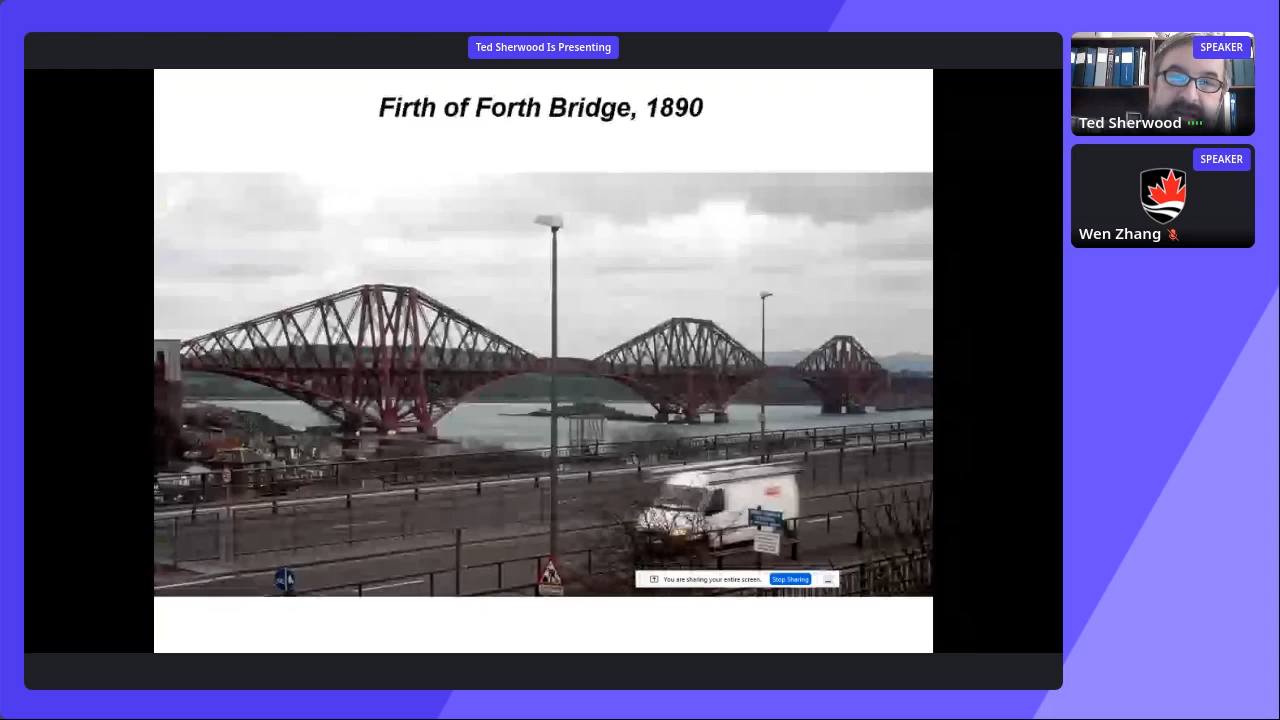 Ted Sherwood Is Presenting
Firth of Forth Bridge, 1890
You are sharing your entire screen.
Stop Sharing
SPEAKER
Ted Sherwood
SPEAKER
Wen Zhang